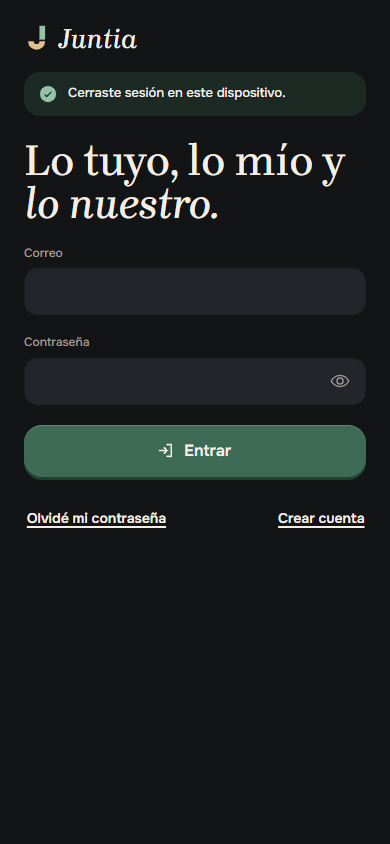 Juntia
Cerraste sesión en este dispositivo.
Lo tuyo, lo mío y
lo nuestro.
Correo
Contraseña
Entrar
Olvidé mi contraseña
Crear cuenta